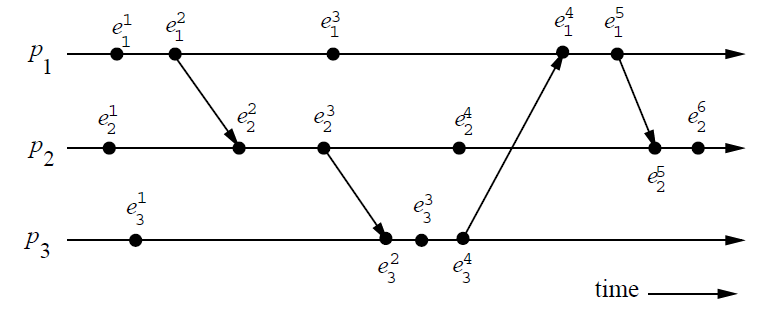 e₁¹ e₁² e₁³ e₁⁴ e₁⁵
p₁
e₂¹ e₂² e₂³ e₂⁴ e₂⁶
p₂
e₂⁵
e₃¹ e₃³
p₃
e₃² e₃⁴
time